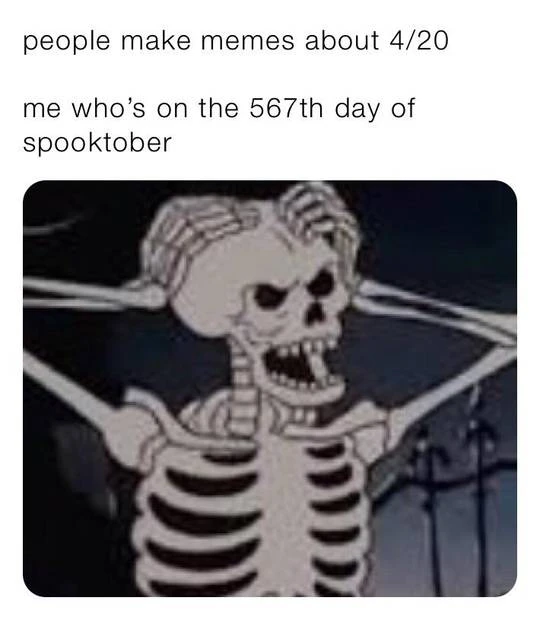 people make memes about 4/20
me who’s on the 567th day of
spooktober